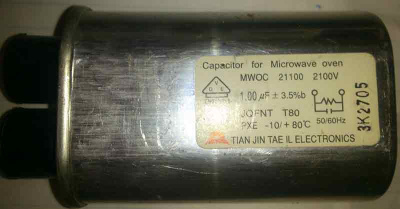 Capacitor for Microwave oven
MWOC 21100 2100V
1.00 µF ± 3.5%
JQFNT T80
PXE -10/+80℃ 50/60Hz
TIAN JIN TAE IL ELECTRONICS
3K2705